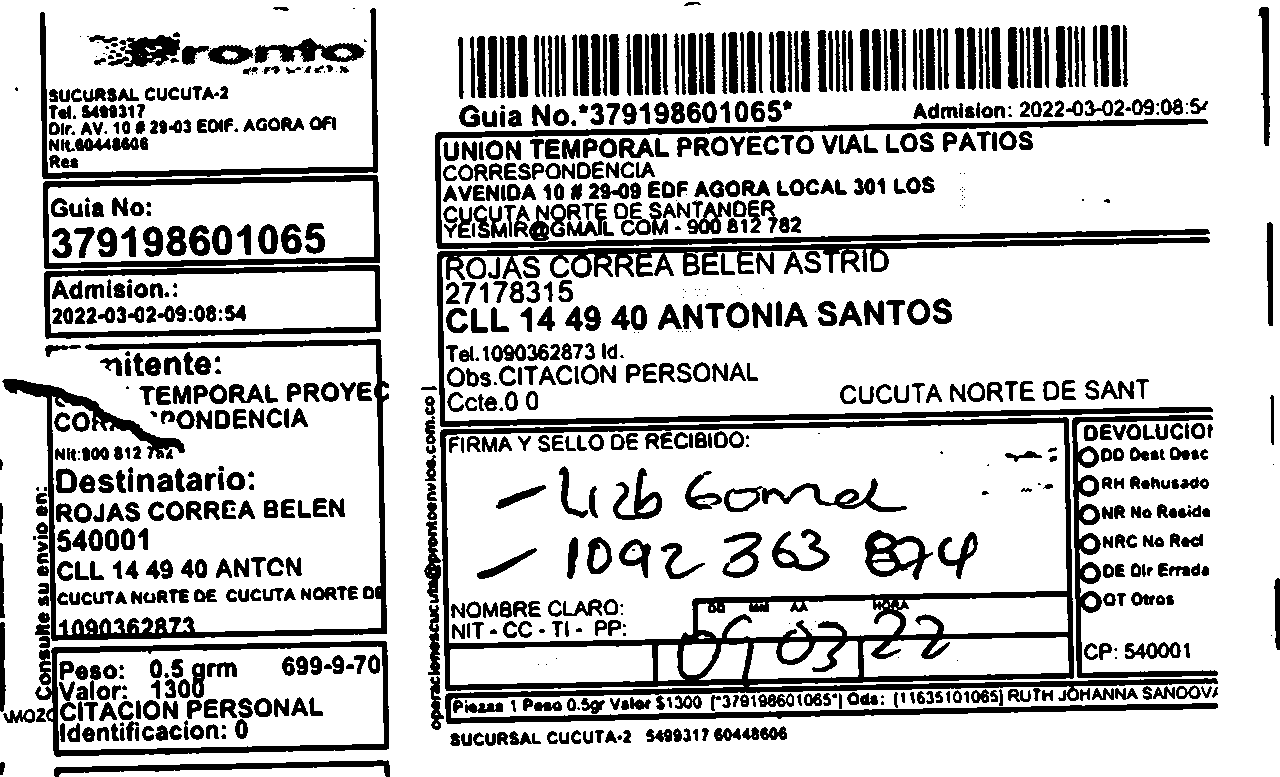 Pronto
SUCURSAL CUCUTA-2
Tel. 5499317
Dir. AV. 10 # 29-03 EDIF. AGORA OFI
Nit.60448606
Res
Guia No:
379198601065
Admision.:
2022-03-02-09:08:54
mitente:
TEMPORAL PROYEC
PONDENCIA
Nit:900 812 782
Destinatario:
ROJAS CORREA BELEN
540001
CLL 14 49 40 ANTON
CUCUTA NORTE DE CUCUTA NORTE DE
1090362873
Peso: 0.5 grm 699-9-70
Valor: 1300
CITACION PERSONAL
Identificacion: 0
Consulte su envio en:
operacionescucuta@prontoenvios.com.co
Guia No.*379198601065* Admision: 2022-03-02-09:08:54
UNION TEMPORAL PROYECTO VIAL LOS PATIOS
CORRESPONDENCIA
AVENIDA 10 # 29-09 EDF AGORA LOCAL 301 LOS
CUCUTA NORTE DE SANTANDER
YEISMIR@GMAIL COM - 900 812 782
ROJAS CORREA BELEN ASTRID
27178315
CLL 14 49 40 ANTONIA SANTOS
Tel.1090362873 Id.
Obs.CITACION PERSONAL
Ccte.0 0 CUCUTA NORTE DE SANT
FIRMA Y SELLO DE RECIBIDO:
- 1092 363 874
NOMBRE CLARO:
NIT - CC - TI - PP:
DD MM AA HORA
09 03 22
DEVOLUCION
DD Dest Desc
RH Rehusado
NR No Reside
NRC No Recl
DE Dir Errada
OT Otros
CP: 540001
Piezas 1 Peso 0.5gr Valor $1300 [*379198601065*] Ods: [11635101065] RUTH JOHANNA SANDOVA
SUCURSAL CUCUTA-2 5499317 60448606